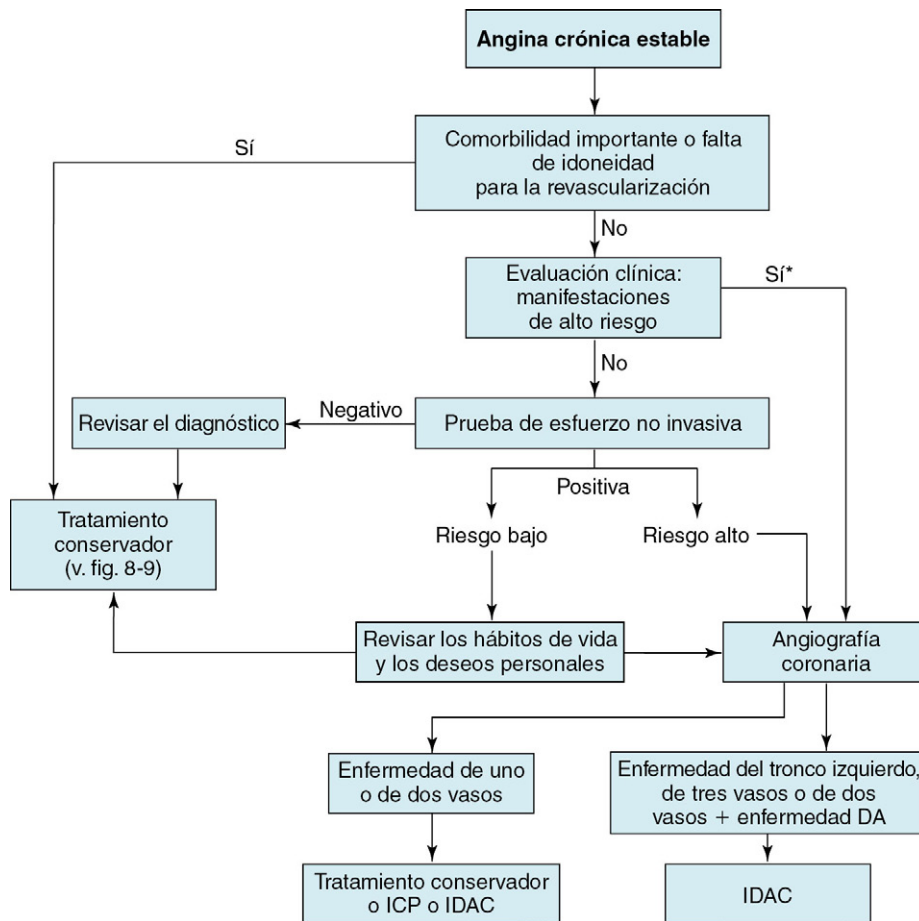 Angina crónica estable
Comorbilidad importante o falta
de idoneidad
para la revascularización
Sí
No
Evaluación clínica:
manifestaciones
de alto riesgo
Sí*
No
Revisar el diagnóstico
Negativo
Prueba de esfuerzo no invasiva
Positiva
Tratamiento
conservador
(v. fig. 8-9)
Riesgo bajo
Riesgo alto
Revisar los hábitos de vida
y los deseos personales
Angiografía
coronaria
Enfermedad de uno
o de dos vasos
Enfermedad del tronco izquierdo,
de tres vasos o de dos
vasos + enfermedad DA
Tratamiento conservador
o ICP o IDAC
IDAC